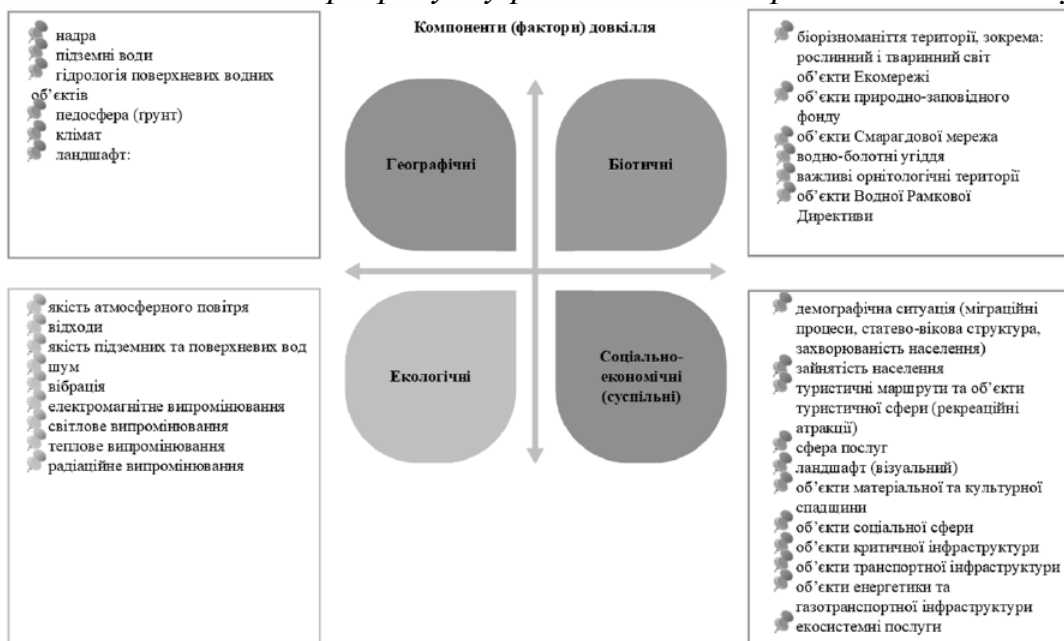 Компоненти (фактори) довкілля
надра
підземні води
гідрологія поверхневих водних
об’єктів
педосфера (ґрунт)
клімат
ландшафт:
Географічні
Біотичні
біорізноманіття території, зокрема:
рослинний і тваринний світ
об’єкти Екомережі
об’єкти природно-заповідного
фонду
об’єкти Смарагдової мережа
водно-болотні угіддя
важливі орнітологічні території
об’єкти Водної Рамкової
Директиви
якість атмосферного повітря
відходи
якість підземних та поверхневих вод
шум
вібрація
електромагнітне випромінювання
світлове випромінювання
теплове випромінювання
радіаційне випромінювання
Екологічні
Соціально-
економічні
(суспільні)
демографічна ситуація (міграційні
процеси, статево-вікова структура,
захворюваність населення)
зайнятість населення
туристичні маршрути та об’єкти
туристичної сфери (рекреаційні
атракції)
сфера послуг
ландшафт (візуальний)
об’єкти матеріальної та культурної
спадщини
об’єкти соціальної сфери
об’єкти критичної інфраструктури
об’єкти транспортної інфраструктури
об’єкти енергетики та
газотранспортної інфраструктури
екосистемні послуги